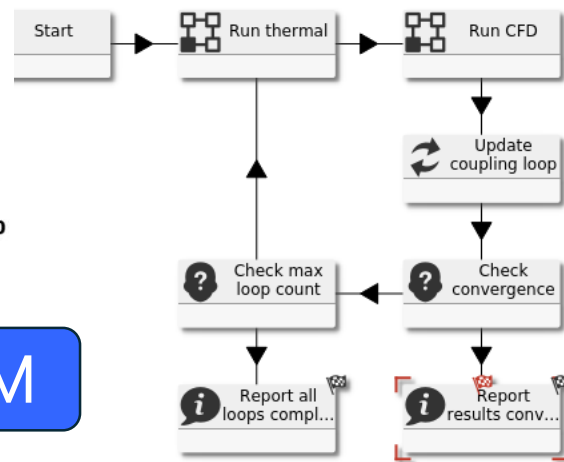 Start
Run thermal
Run CFD
Update
coupling loop
Check max
loop count
Check
convergence
M
Report all
loops compl...
Report
results conv...